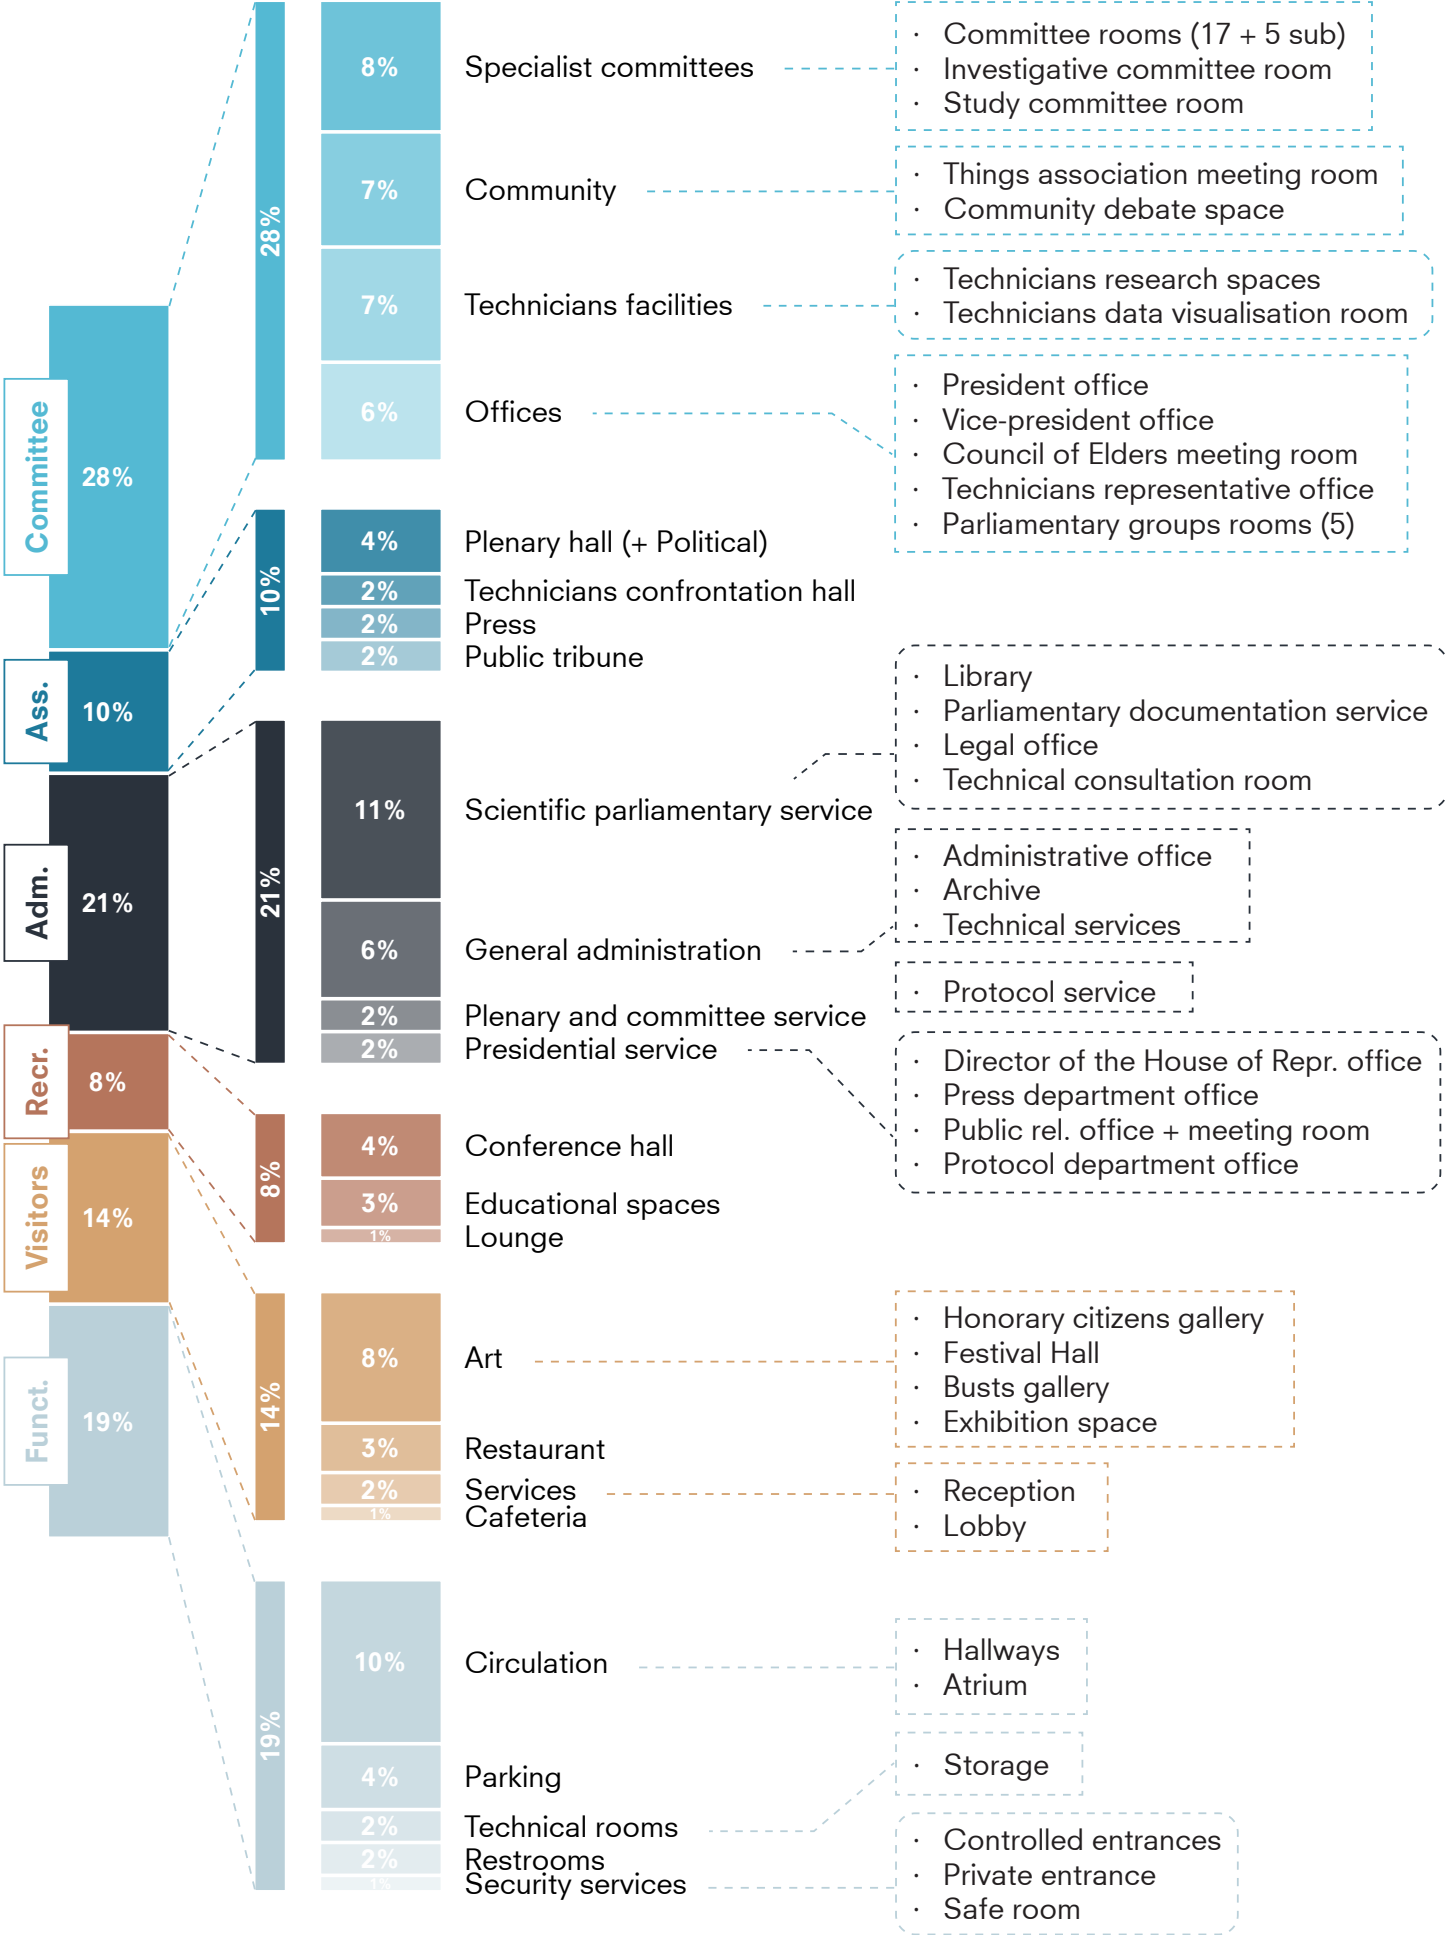 Committee
28%
Ass.
10%
Adm.
21%
Recr.
8%
Visitors
14%
Funct.
19%
28%
8%
Specialist committees
· Committee rooms (17 + 5 sub)
· Investigative committee room
· Study committee room
7%
Community
· Things association meeting room
· Community debate space
7%
Technicians facilities
· Technicians research spaces
· Technicians data visualisation room
6%
Offices
· President office
· Vice-president office
· Council of Elders meeting room
· Technicians representative office
· Parliamentary groups rooms (5)
10%
4%
Plenary hall (+ Political)
2%
Technicians confrontation hall
2%
Press
2%
Public tribune
21%
11%
Scientific parliamentary service
· Library
· Parliamentary documentation service
· Legal office
· Technical consultation room
6%
General administration
· Administrative office
· Archive
· Technical services
2%
Plenary and committee service
· Protocol service
2%
Presidential service
· Director of the House of Repr. office
· Press department office
· Public rel. office + meeting room
· Protocol department office
8%
4%
Conference hall
3%
Educational spaces
1%
Lounge
14%
8%
Art
· Honorary citizens gallery
· Festival Hall
· Busts gallery
· Exhibition space
3%
Restaurant
2%
Services
· Reception
· Lobby
1%
Cafeteria
19%
10%
Circulation
· Hallways
· Atrium
4%
Parking
2%
Technical rooms
· Storage
2%
Restrooms
1%
Security services
· Controlled entrances
· Private entrance
· Safe room